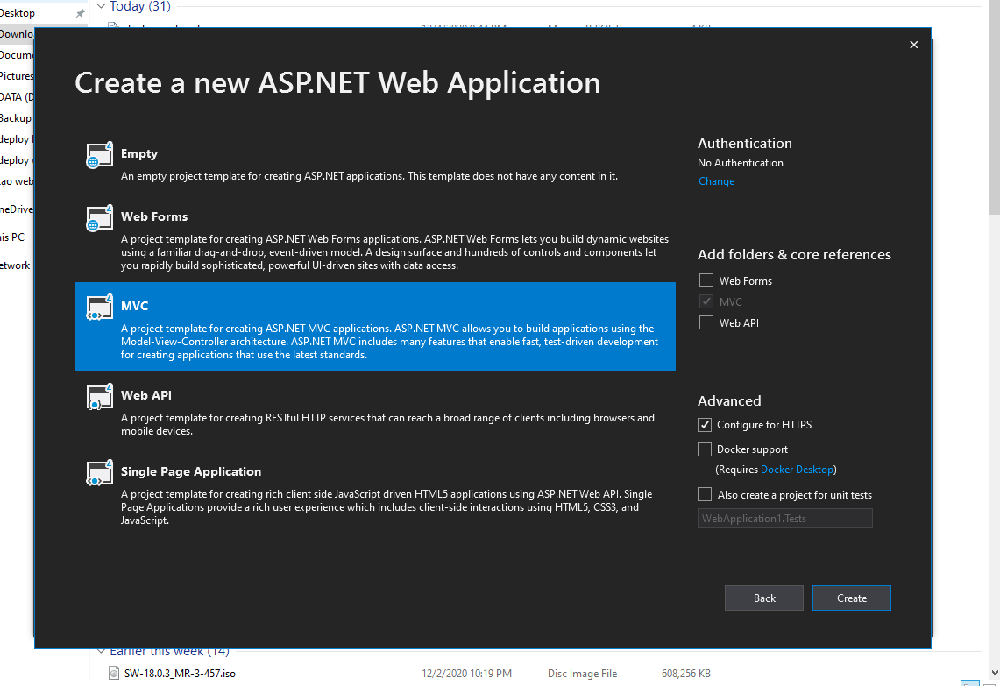 Desktop
Today (31)
Create a new ASP.NET Web Application
Empty
An empty project template for creating ASP.NET applications. This template does not have any content in it.
Web Forms
A project template for creating ASP.NET Web Forms applications. ASP.NET Web Forms lets you build dynamic websites
using a familiar drag-and-drop, event-driven model. A design surface and hundreds of controls and components let
you rapidly build sophisticated, powerful UI-driven sites with data access.
MVC
A project template for creating ASP.NET MVC applications. ASP.NET MVC allows you to build applications using the
Model-View-Controller architecture. ASP.NET MVC includes many features that enable fast, test-driven development
for creating applications that use the latest standards.
Web API
A project template for creating RESTful HTTP services that can reach a broad range of clients including browsers and
mobile devices.
Single Page Application
A project template for creating rich client side JavaScript driven HTML5 applications using ASP.NET Web API. Single
Page Applications provide a rich user experience which includes client-side interactions using HTML5, CSS3, and
JavaScript.
Authentication
No Authentication
Change
Add folders & core references
Web Forms
MVC
Web API
Advanced
Configure for HTTPS
Docker support
(Requires Docker Desktop)
Also create a project for unit tests
WebApplication1.Tests
Back
Create
Downlo
Docume
Pictures
DATA (D
Backup
deploy
deploy
tạo web
neDrive
is PC
etwork
Earlier this week (14)
SW-18.0.3_MR-3-457.iso 12/2/2020 10:19 PM Disc Image File 608,256 KB